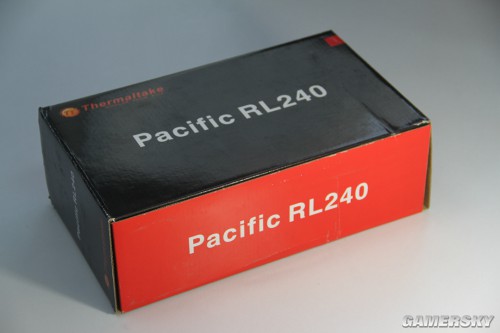 Thermaltake
Pacific RL240
Pacific RL240
GAMERSKY